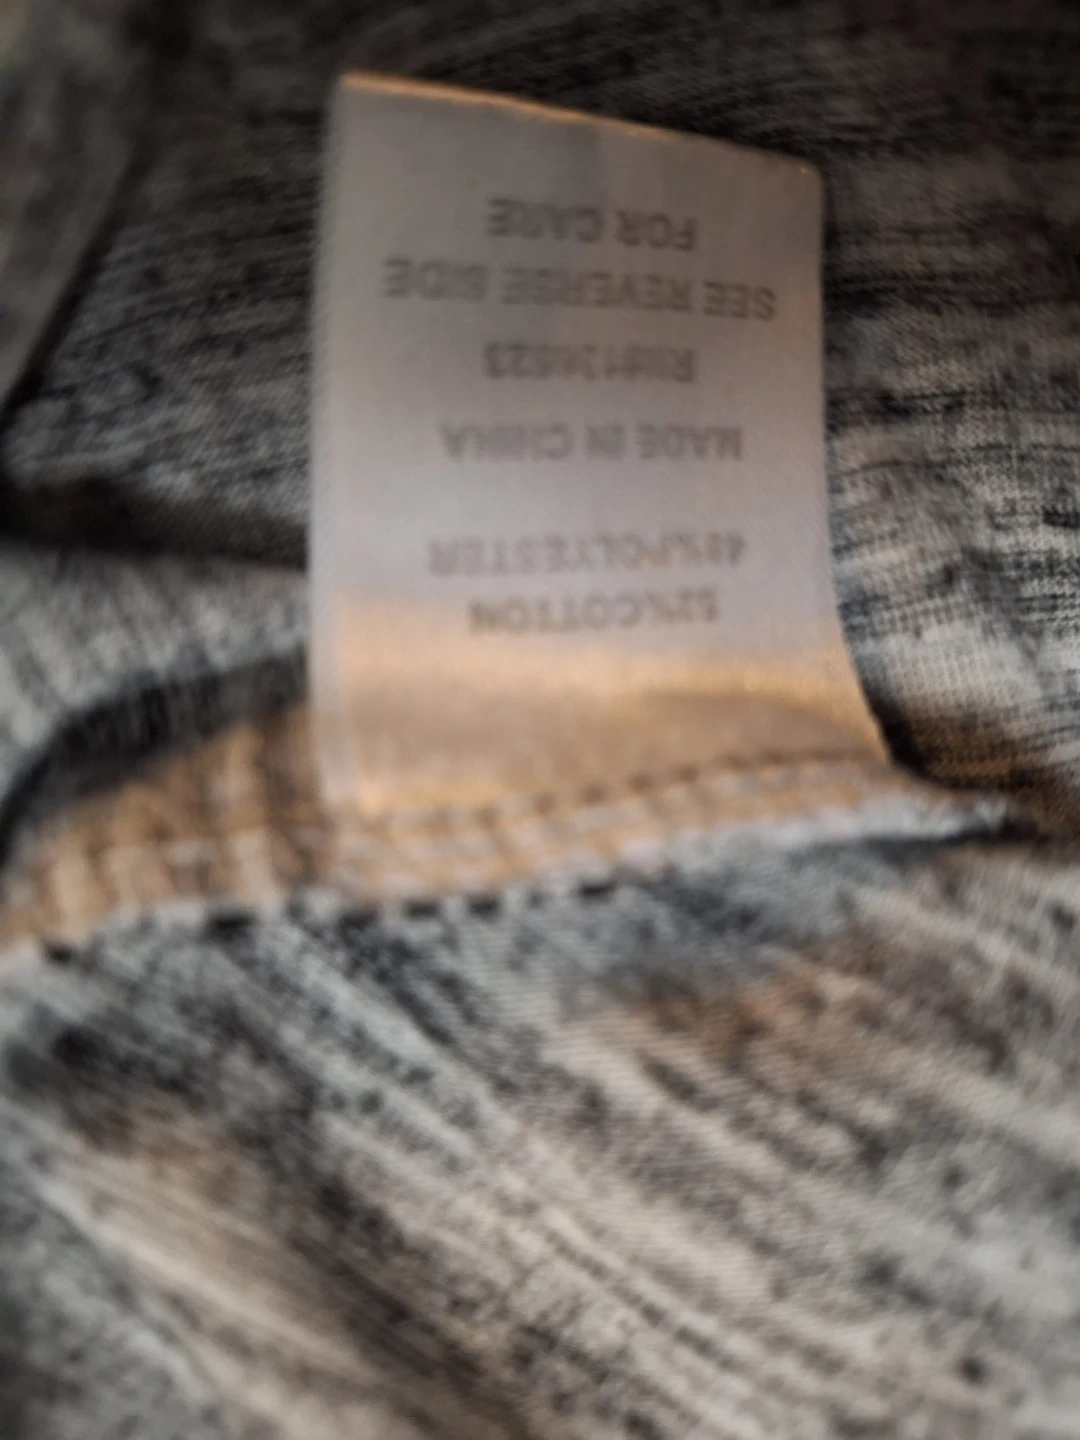 52%COTTON
48%POLYESTER
MADE IN CHINA
SEE REVERSE SIDE
FOR CARE